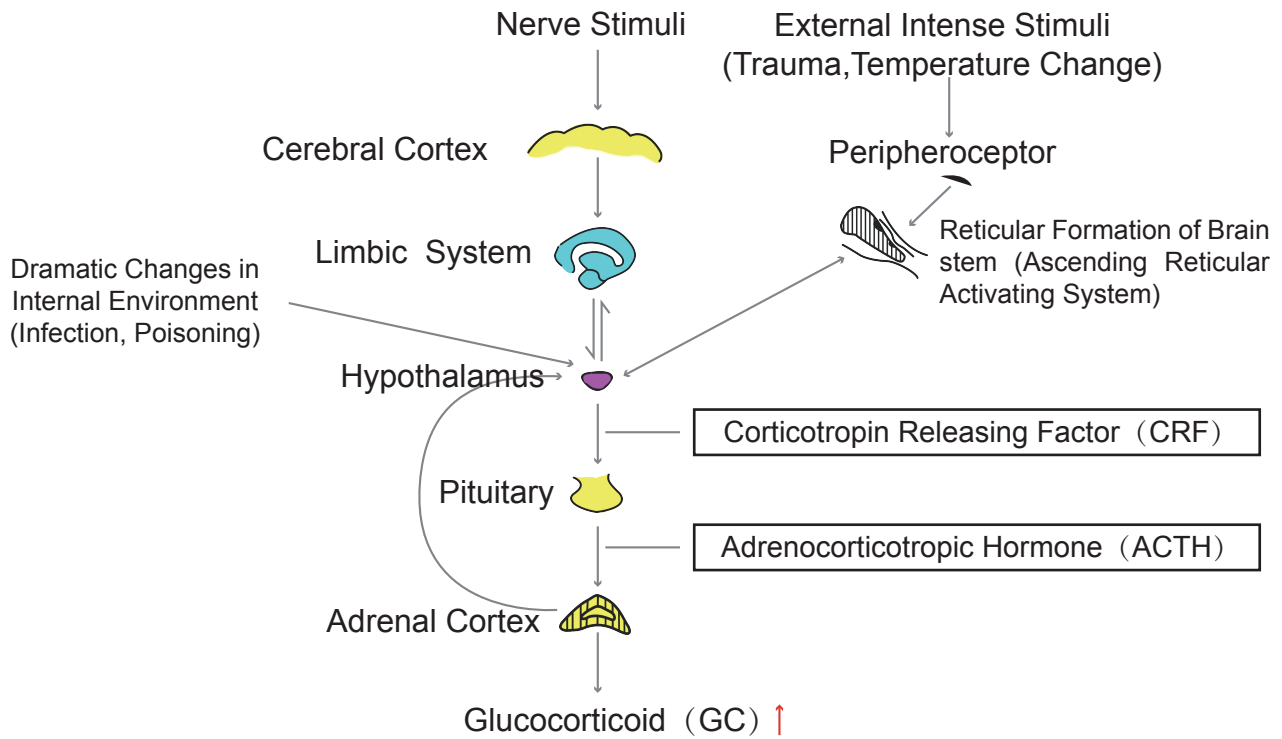 Nerve Stimuli
External Intense Stimuli
(Trauma,Temperature Change)
Cerebral Cortex
Peripheroceptor
Limbic System
Reticular Formation of Brain
stem (Ascending Reticular
Activating System)
Dramatic Changes in
Internal Environment
(Infection, Poisoning)
Hypothalamus
Corticotropin Releasing Factor（CRF）
Pituitary
Adrenocorticotropic Hormone（ACTH）
Adrenal Cortex
Glucocorticoid（GC）↑